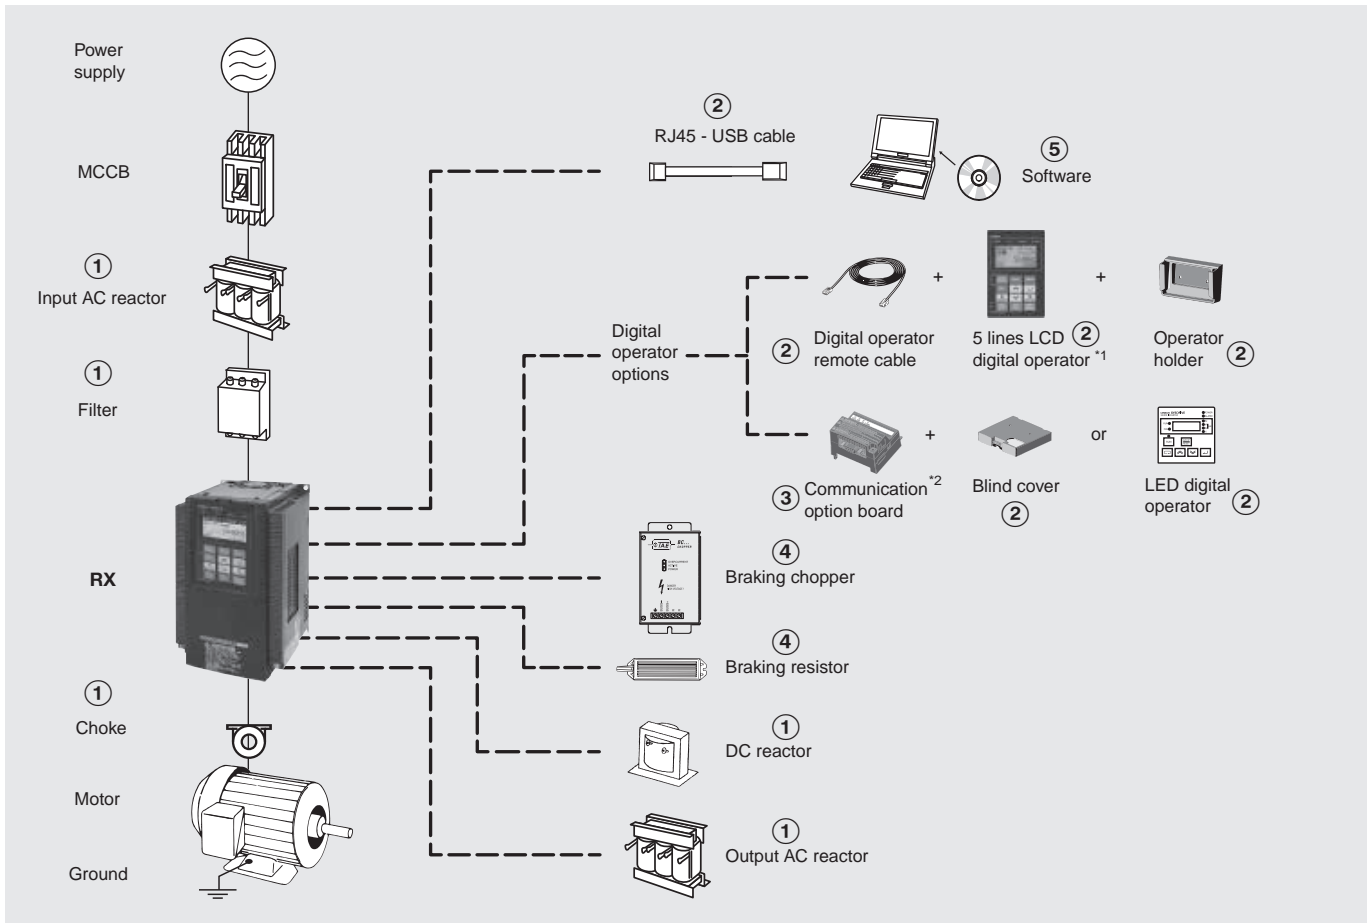 Power
supply
MCCB
1
Input AC reactor
1
Filter
RX
1
Choke
Motor
Ground
2
RJ45 - USB cable
5
Software
Digital
operator
options
2
Digital operator
remote cable
+
5 lines LCD 2
digital operator *1
+
Operator
holder 2
3
Communication *2
option board
+
Blind cover
2
or
LED digital
operator 2
4
Braking chopper
4
Braking resistor
1
DC reactor
1
Output AC reactor